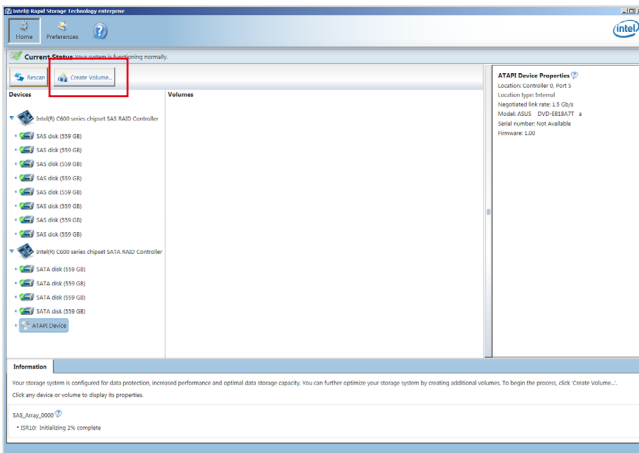 Intel® Rapid Storage Technology enterprise
Home
Preferences
intel
Current Status Your system is functioning normally.
Rescan
Create Volume...
Devices
Volumes
Intel(R) C600 series chipset SAS RAID Controller
SAS disk (559 GB)
SAS disk (559 GB)
SAS disk (559 GB)
SAS disk (559 GB)
SAS disk (559 GB)
SAS disk (559 GB)
SAS disk (559 GB)
SAS disk (559 GB)
Intel(R) C600 series chipset SATA RAID Controller
SATA disk (559 GB)
SATA disk (559 GB)
SATA disk (559 GB)
SATA disk (559 GB)
ATAPI Device
ATAPI Device Properties
Location: Controller 0, Port 5
Location type: Internal
Negotiated link rate: 1.5 Gb/s
Model: ASUS DVD-E818A7T a
Serial number: Not Available
Firmware: 1.00
Information
Your storage system is configured for data protection, increased performance and optimal data storage capacity. You can further optimize your storage system by creating additional volumes. To begin the process, click 'Create Volume...'.
Click any device or volume to display its properties.
SAS_Array_0000
• ISR10: Initializing 2% complete